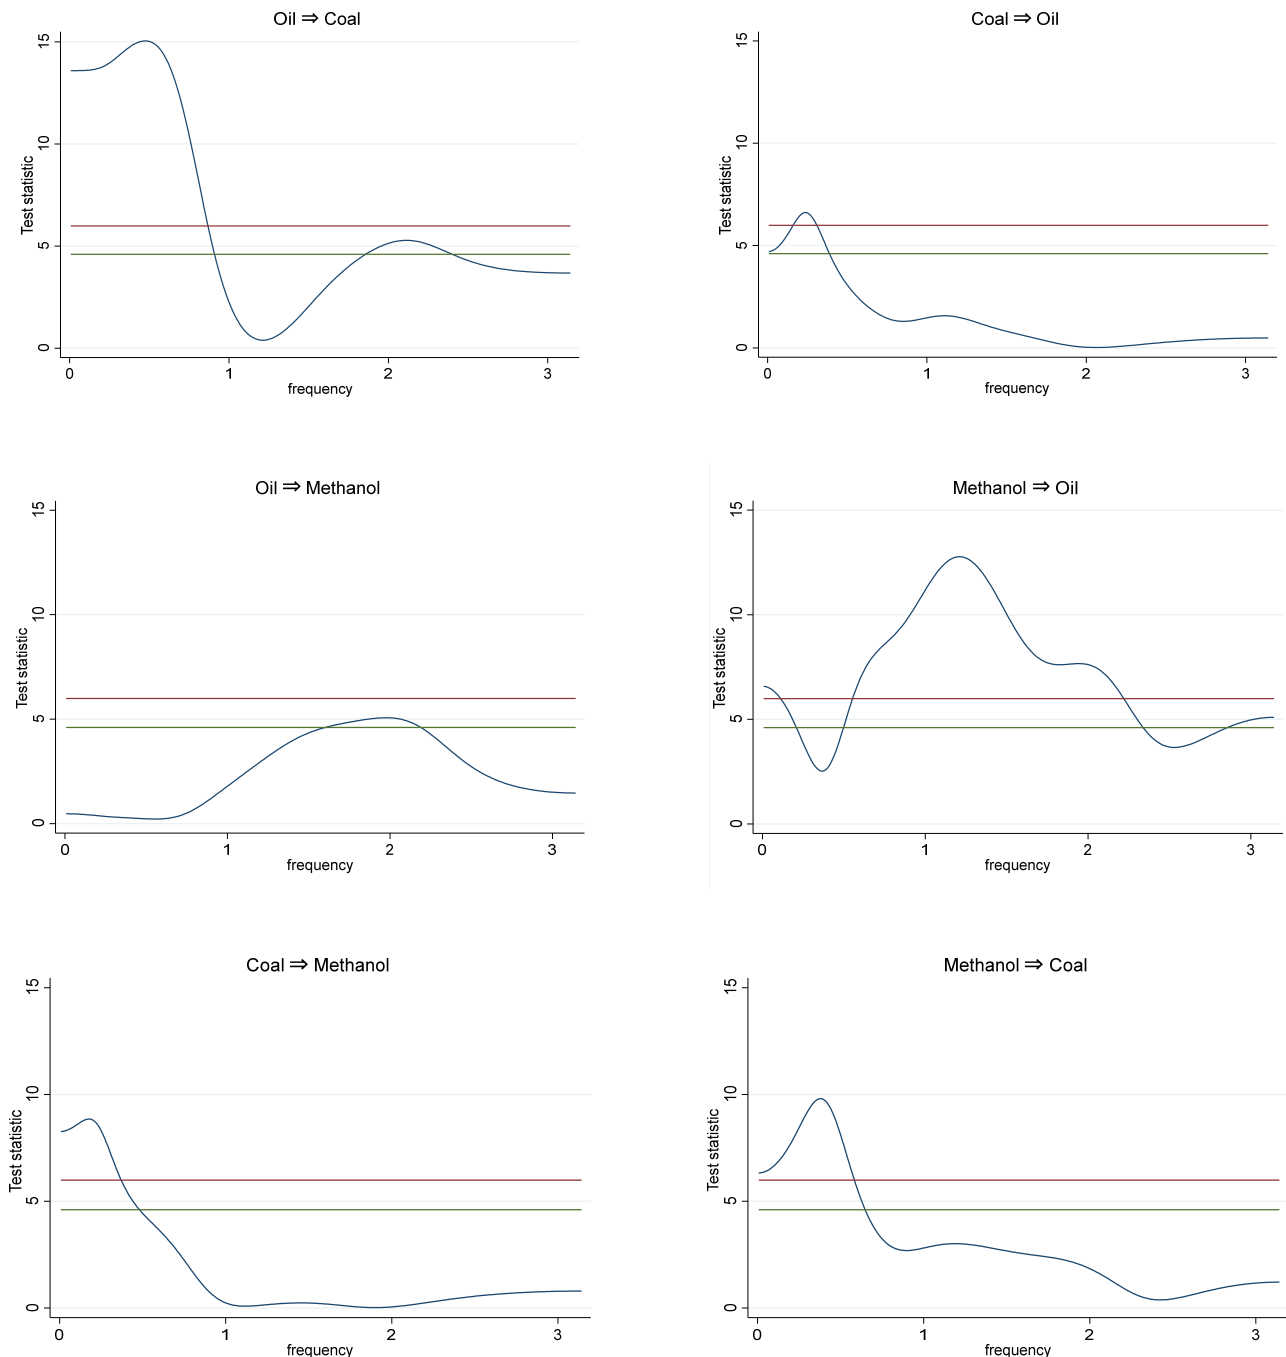 Oil ⇒ Coal
15
10
5
0
Test statistic
0 1 2 3
frequency
Coal ⇒ Oil
15
10
5
0
Test statistic
0 1 2 3
frequency
Oil ⇒ Methanol
15
10
5
0
Test statistic
0 1 2 3
frequency
Methanol ⇒ Oil
15
10
5
0
Test statistic
0 1 2 3
frequency
Coal ⇒ Methanol
15
10
5
0
Test statistic
0 1 2 3
frequency
Methanol ⇒ Coal
15
10
5
0
Test statistic
0 1 2 3
frequency